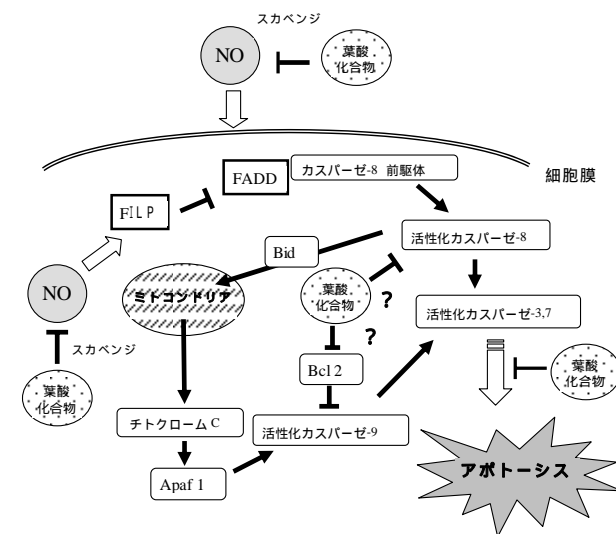 スカベンジ
NO
葉酸
化合物
細胞膜
FADD
カスパーゼ-8 前駆体
FILP
活性化カスパーゼ-8
Bid
NO
ミトコンドリア
葉酸
化合物
?
活性化カスパーゼ-3,7
スカベンジ
?
葉酸
化合物
Bcl 2
葉酸
化合物
チトクローム C
活性化カスパーゼ-9
Apaf 1
アポトーシス